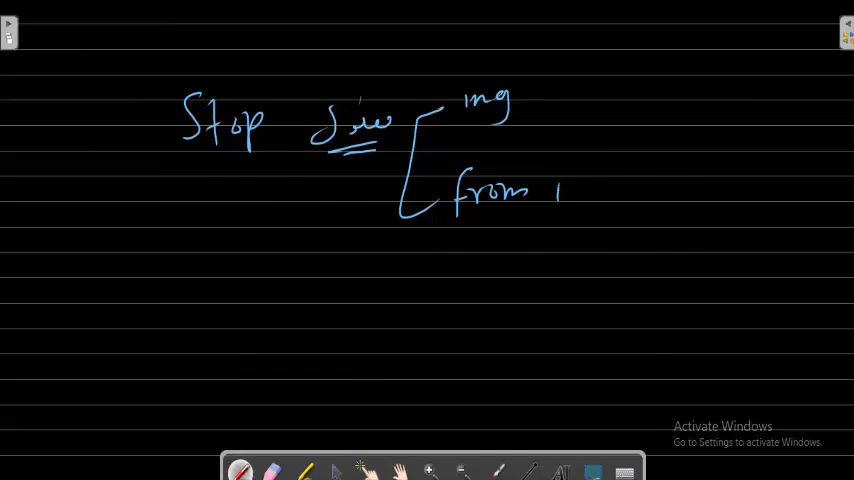 Stop ing
from
Activate Windows
Go to Settings to activate Windows.